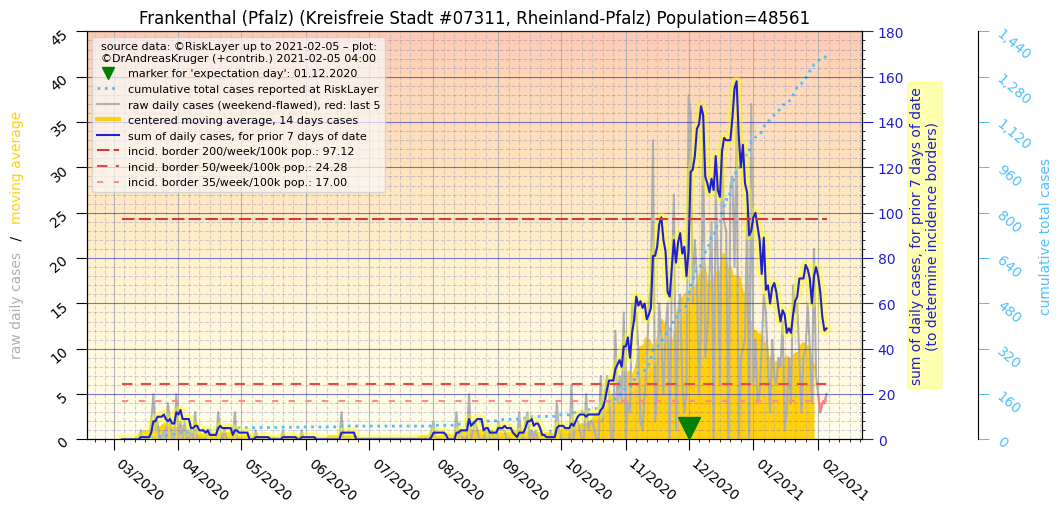 Frankenthal (Pfalz) (Kreisfreie Stadt #07311, Rheinland-Pfalz) Population=48561
source data: ©RiskLayer up to 2021-02-05 – plot:
©DrAndreasKruger (+contrib.) 2021-02-05 04:00
marker for 'expectation day': 01.12.2020
cumulative total cases reported at RiskLayer
raw daily cases (weekend-flawed), red: last 5
centered moving average, 14 days cases
sum of daily cases, for prior 7 days of date
incid. border 200/week/100k pop.: 97.12
incid. border 50/week/100k pop.: 24.28
incid. border 35/week/100k pop.: 17.00
raw daily cases / moving average
45
40
35
30
25
20
15
10
5
0
03/2020
04/2020
05/2020
06/2020
07/2020
08/2020
09/2020
10/2020
11/2020
12/2020
01/2021
02/2021
180
160
140
120
100
80
60
40
20
0
sum of daily cases, for prior 7 days of date
(to determine incidence borders)
1,440
1,280
1,120
960
800
640
480
320
160
0
cumulative total cases